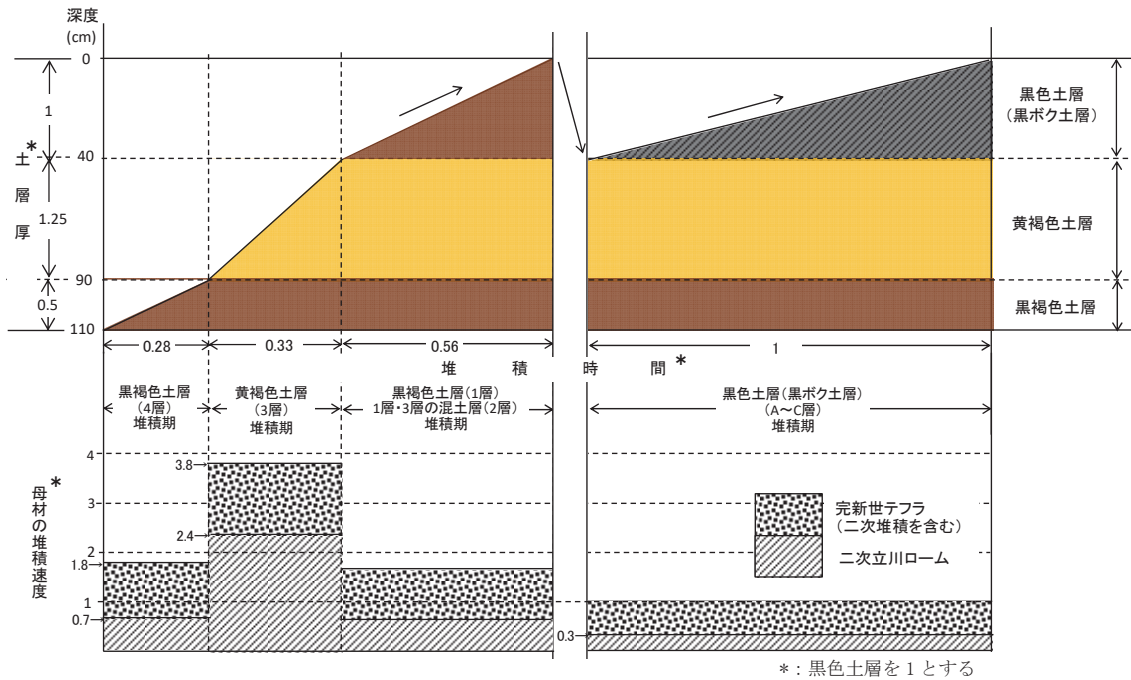 深度
(cm)
0
40
90
110
1
1.25
0.5
土層厚*
黒色土層
(黒ボク土層)
黄褐色土層
黒褐色土層
0.28
0.33
0.56
1
堆積時間*
黒褐色土層
(4層)
堆積期
黄褐色土層
(3層)
堆積期
黒褐色土層(1層)
1層・3層の混土層(2層)
堆積期
黒色土層(黒ボク土層)
(A~C層)
堆積期
母材の堆積速度*
4
3
2
1
3.8→
2.4→
1.8→
0.7→
0.3→
完新世テフラ
(二次堆積を含む)
二次立川ローム
*:黒色土層を1とする